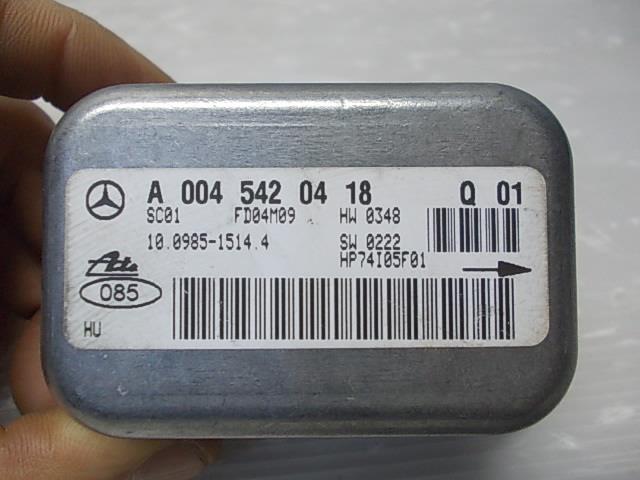 A 004 542 04 18 Q 01
SC01 FD04M09 HW 0348
10.0985-1514.4 SW 0222
HP74I05F01
Ate
085
HU